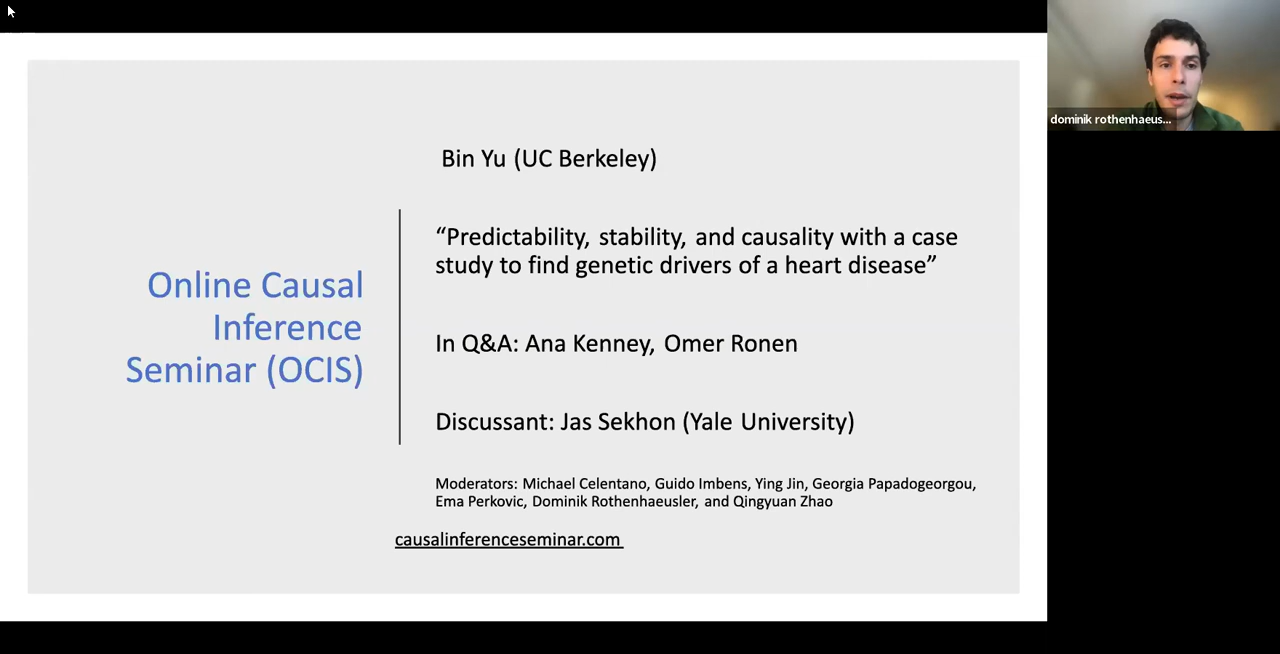 Bin Yu (UC Berkeley)
“Predictability, stability, and causality with a case
study to find genetic drivers of a heart disease”
Online Causal
Inference
Seminar (OCIS)
In Q&A: Ana Kenney, Omer Ronen
Discussant: Jas Sekhon (Yale University)
Moderators: Michael Celentano, Guido Imbens, Ying Jin, Georgia Papadogeorgou,
Ema Perkovic, Dominik Rothenhaeusler, and Qingyuan Zhao
causalinferenceseminar.com
dominik rothenhaeus...